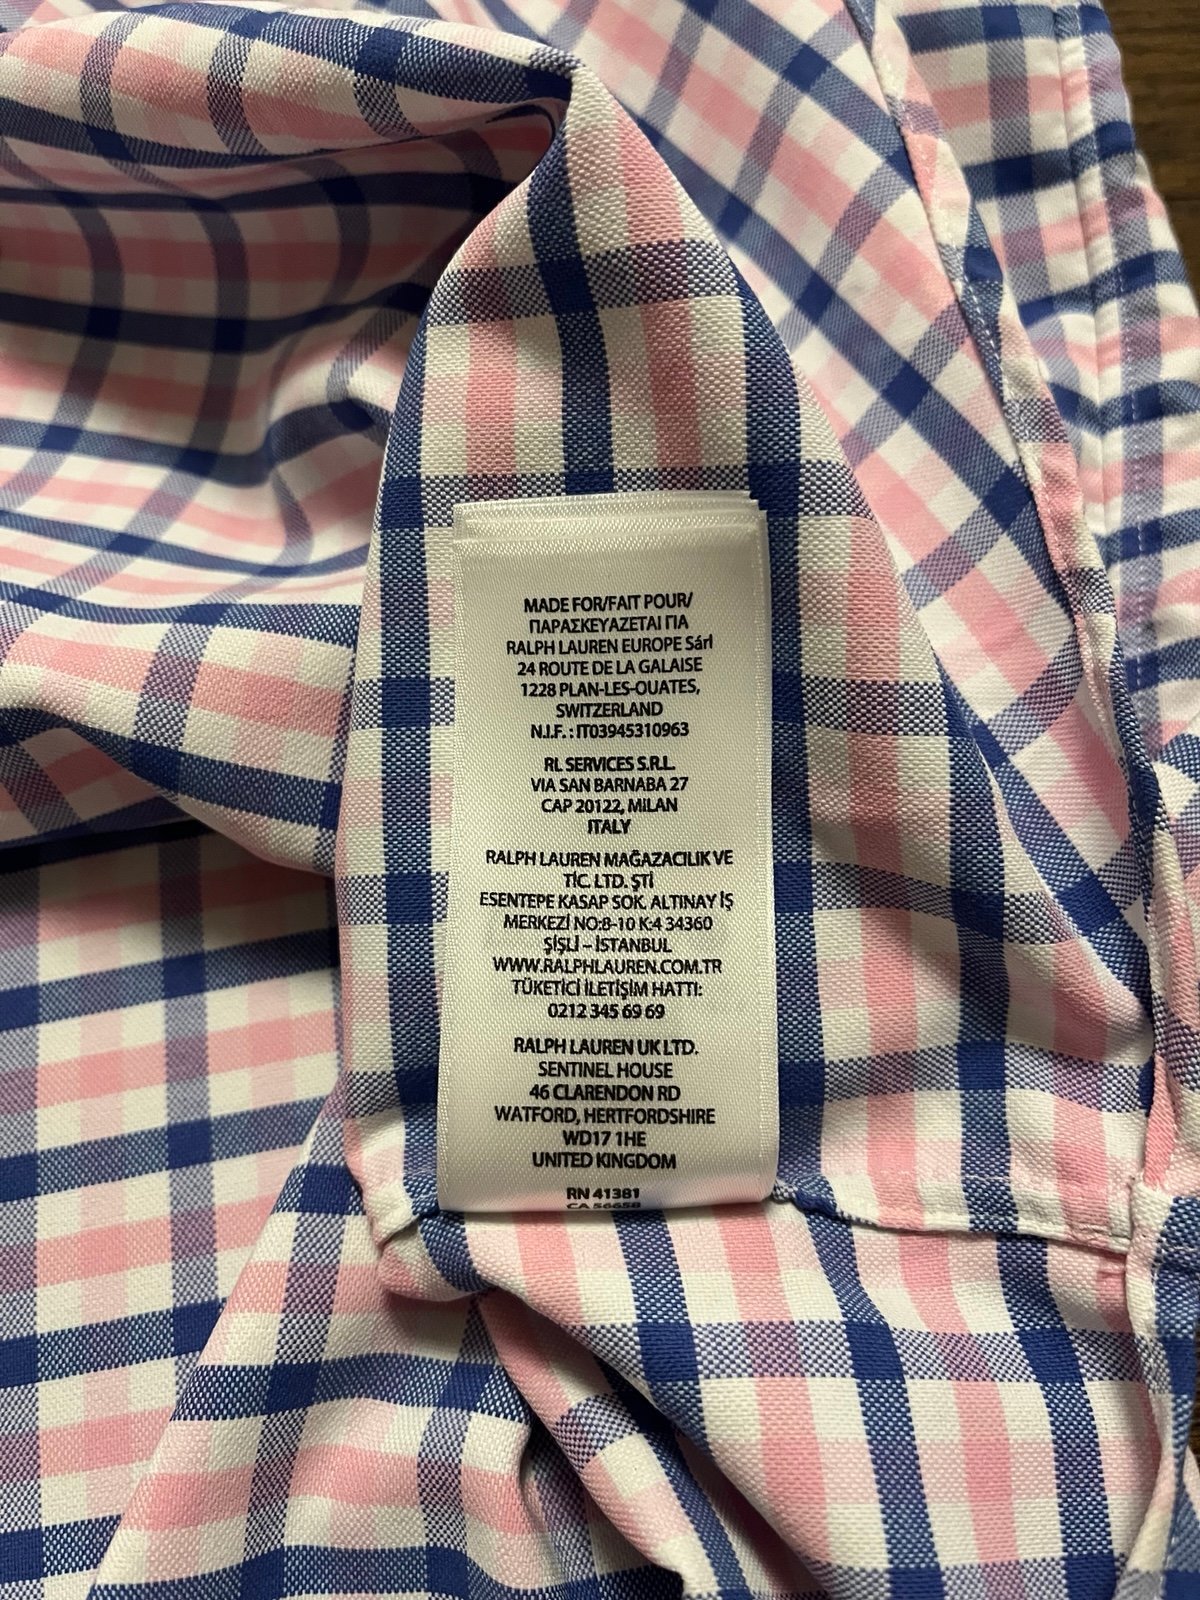 MADE FOR/FAIT POUR/
ΠΑΡΑΣΚΕΥΑΖΕΤΑΙ ΓΙΑ
RALPH LAUREN EUROPE Sárl
24 ROUTE DE LA GALAISE
1228 PLAN-LES-OUATES,
SWITZERLAND
N.I.F. : IT03945310963
RL SERVICES S.R.L.
VIA SAN BARNABA 27
CAP 20122, MILAN
ITALY
RALPH LAUREN MAĞAZACILIK VE
TİC. LTD. ŞTİ
ESENTEPE KASAP SOK. ALTINAY İŞ
MERKEZİ NO:8-10 K:4 34360
ŞİŞLİ – İSTANBUL
WWW.RALPHLAUREN.COM.TR
TÜKETİCİ İLETİŞİM HATTI:
0212 345 69 69
RALPH LAUREN UK LTD.
SENTINEL HOUSE
46 CLARENDON RD
WATFORD, HERTFORDSHIRE
WD17 1HE
UNITED KINGDOM
RN 41381
CA 56658